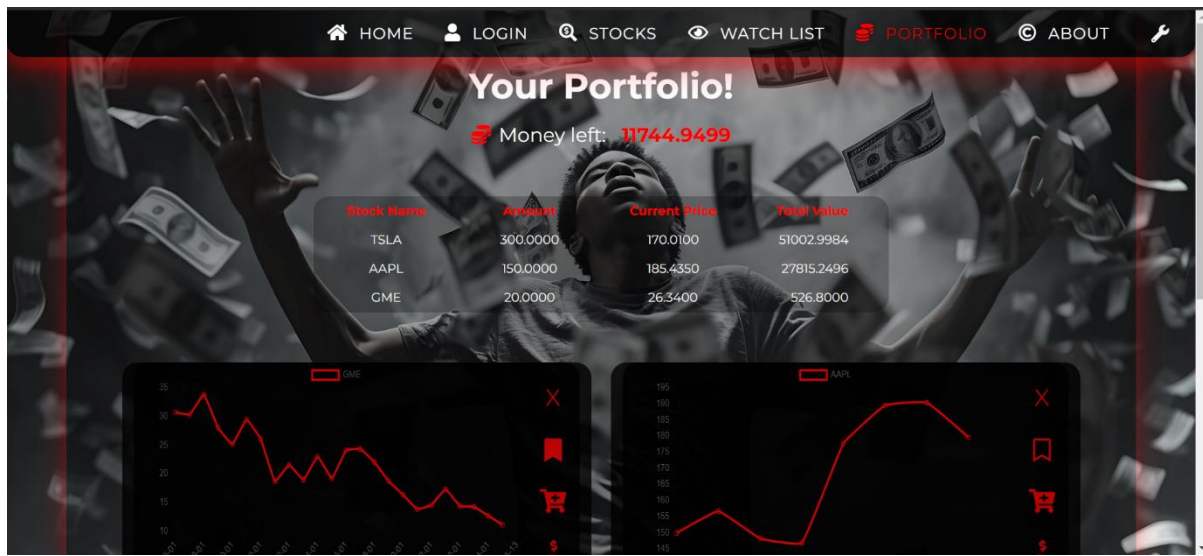 HOME LOGIN STOCKS WATCH LIST PORTFOLIO © ABOUT
Your Portfolio!
Money left: 11744.9499
Stock Name Amount Current Price Total Value
TSLA 300.0000 170.0100 51002.9984
AAPL 150.0000 185.4350 27815.2496
GME 20.0000 26.3400 526.8000
GME
35
30
25
20
15
10
AAPL
195
190
185
180
175
170
165
160
155
150
145
X
X
$
$